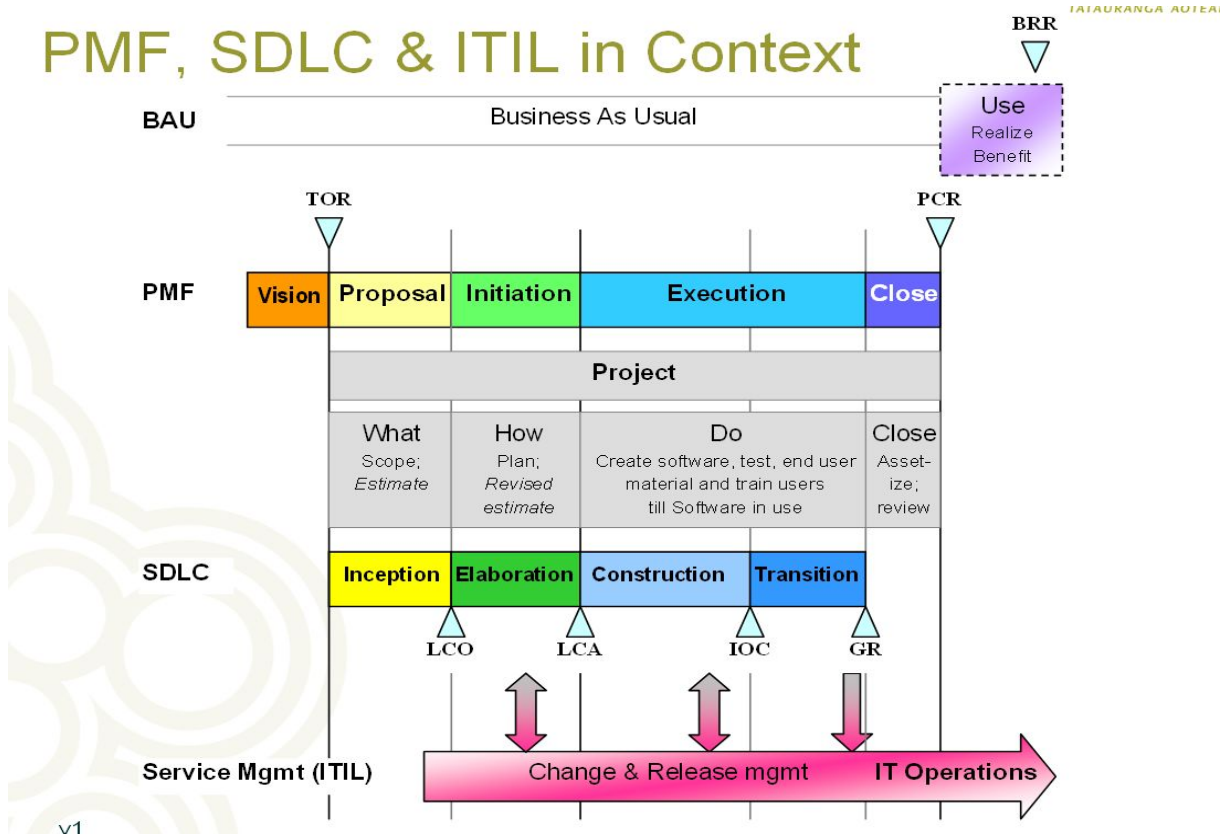 TATAURANGA AOTEAR
PMF, SDLC & ITIL in Context
BRR
BAU
Business As Usual
Use
Realize
Benefit
TOR
PCR
PMF
Vision
Proposal
Initiation
Execution
Close
Project
What
Scope;
Estimate
How
Plan;
Revised
estimate
Do
Create software, test, end user
material and train users
till Software in use
Close
Asset-
ize;
review
SDLC
Inception
Elaboration
Construction
Transition
LCO
LCA
IOC
GR
Service Mgmt (ITIL)
Change & Release mgmt
IT Operations
v1